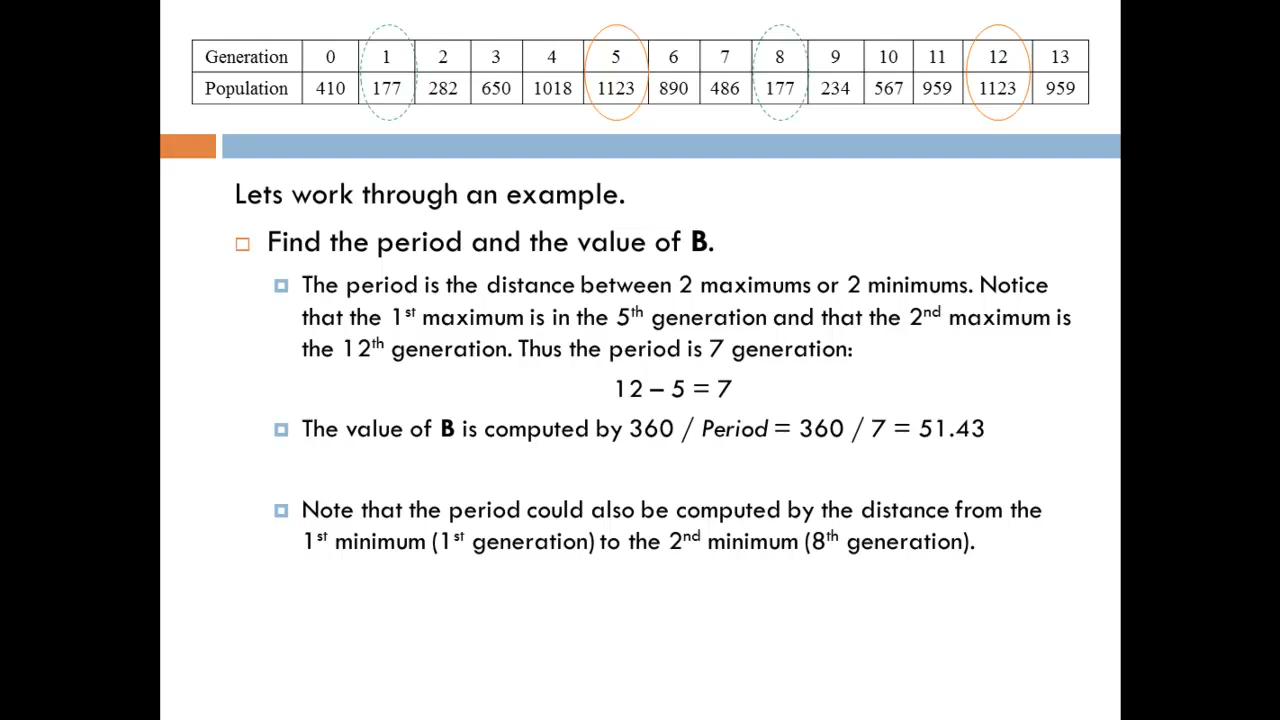 Generation 0 1 2 3 4 5 6 7 8 9 10 11 12 13
Population 410 177 282 650 1018 1123 890 486 177 234 567 959 1123 959
Lets work through an example.
Find the period and the value of B.
The period is the distance between 2 maximums or 2 minimums. Notice
that the 1st maximum is in the 5th generation and that the 2nd maximum is
the 12th generation. Thus the period is 7 generation:
12 – 5 = 7
The value of B is computed by 360 / Period = 360 / 7 = 51.43
Note that the period could also be computed by the distance from the
1st minimum (1st generation) to the 2nd minimum (8th generation).